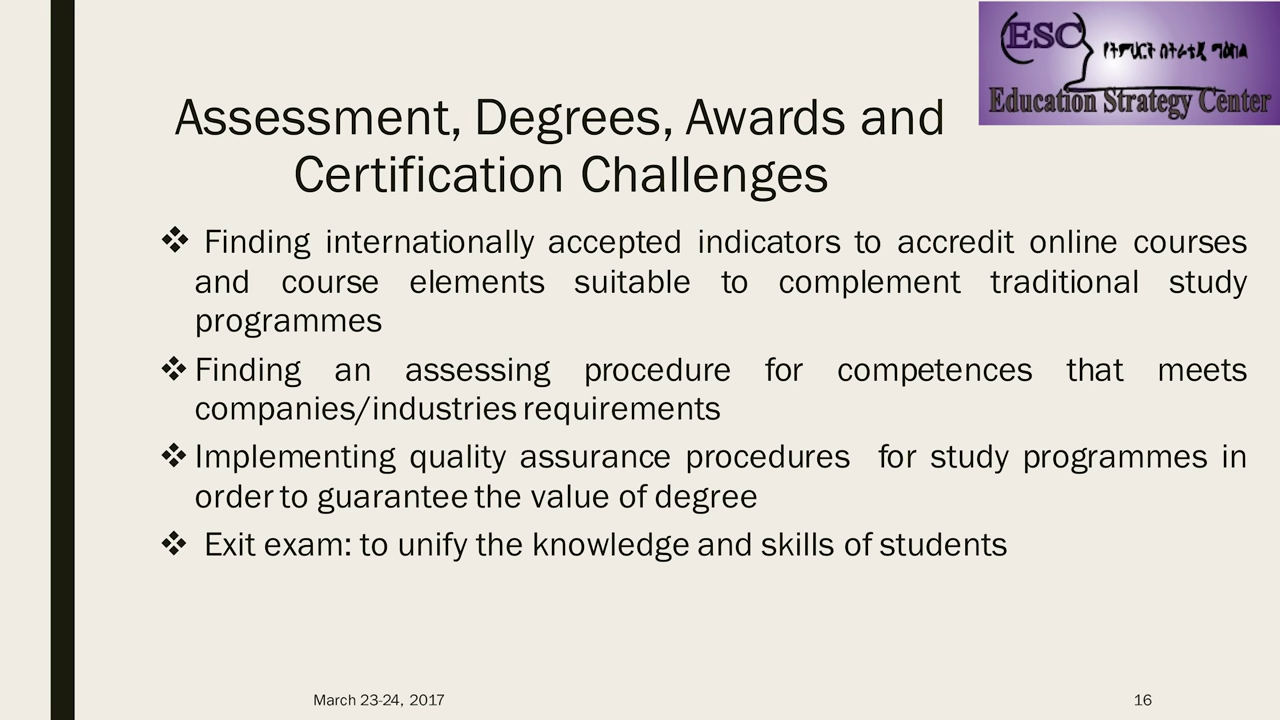 ESC
Education Strategy Center
Assessment, Degrees, Awards and
Certification Challenges
❖ Finding internationally accepted indicators to accredit online courses
and course elements suitable to complement traditional study
programmes
❖ Finding an assessing procedure for competences that meets
companies/industries requirements
❖ Implementing quality assurance procedures for study programmes in
order to guarantee the value of degree
❖ Exit exam: to unify the knowledge and skills of students
March 23-24, 2017
16